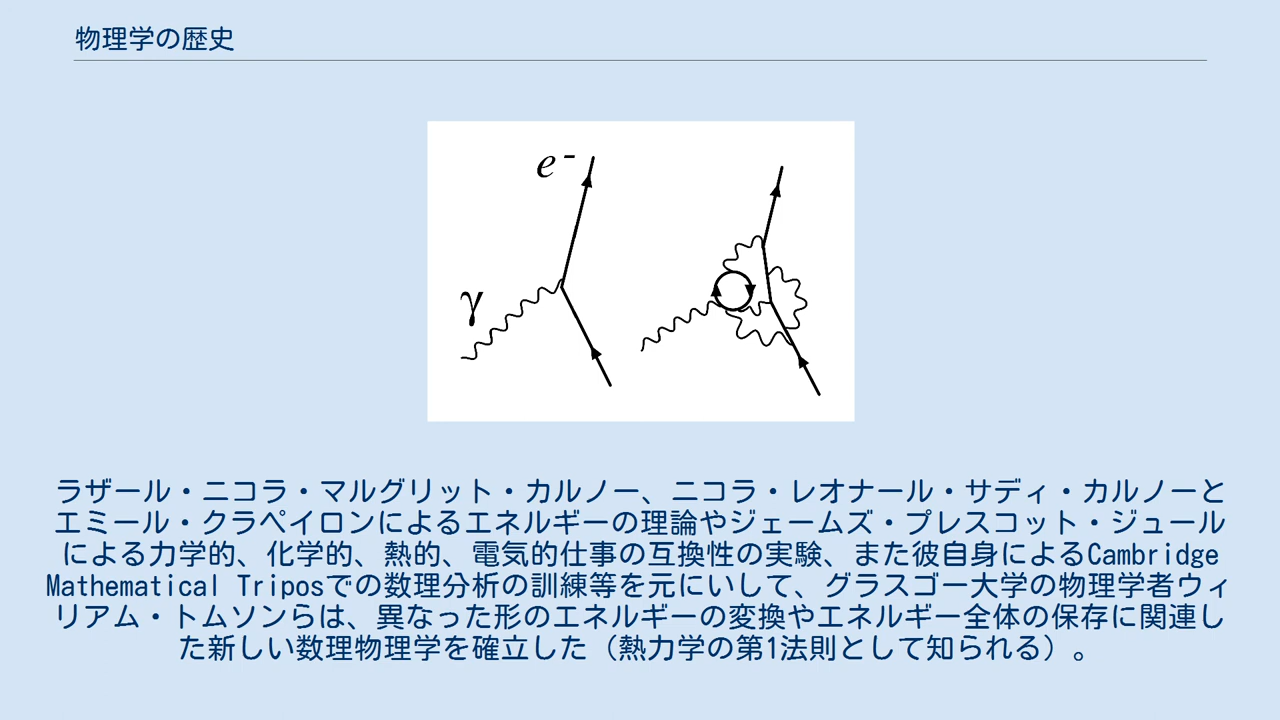 物理学の歴史
e-
γ
ラザール・ニコラ・マルグリット・カルノー、ニコラ・レオナール・サディ・カルノーと
エミール・クラペイロンによるエネルギーの理論やジェームズ・プレスコット・ジュール
による力学的、化学的、熱的、電気的仕事の互換性の実験、また彼自身によるCambridge
Mathematical Triposでの数理分析の訓練等を元にいして、グラスゴー大学の物理学者ウィ
リアム・トムソンらは、異なった形のエネルギーの変換やエネルギー全体の保存に関連し
た新しい数理物理学を確立した（熱力学の第1法則として知られる）。